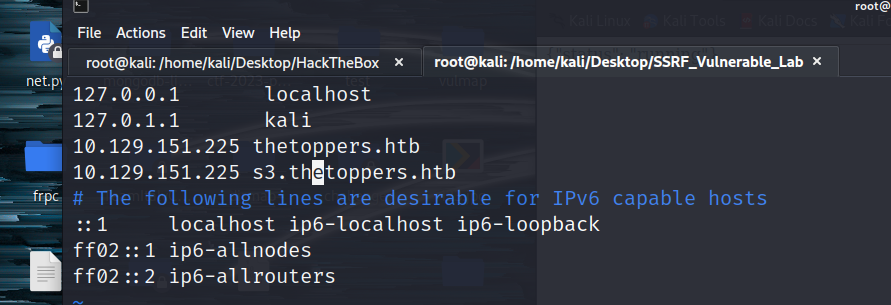 root@
File Actions Edit View Help
root@kali: /home/kali/Desktop/HackTheBox ×
root@kali: /home/kali/Desktop/SSRF_Vulnerable_Lab ×
net.py
frpc
Kali Linux Kali Tools Kali Docs
127.0.0.1 localhost
127.0.1.1 kali
10.129.151.225 thetoppers.htb
10.129.151.225 s3.thetoppers.htb
# The following lines are desirable for IPv6 capable hosts
::1 localhost ip6-localhost ip6-loopback
ff02::1 ip6-allnodes
ff02::2 ip6-allrouters
~